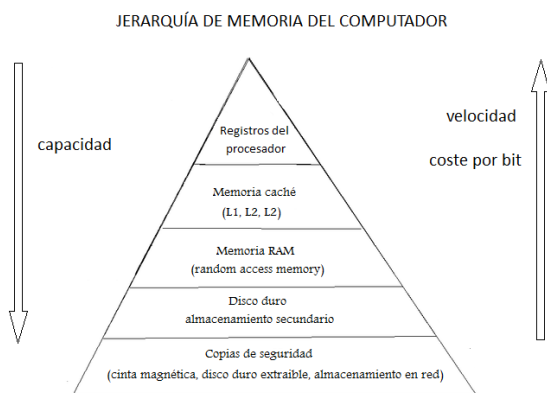 JERARQUÍA DE MEMORIA DEL COMPUTADOR
capacidad
velocidad
coste por bit
Registros del
procesador
Memoria caché
(L1, L2, L2)
Memoria RAM
(random access memory)
Disco duro
almacenamiento secundario
Copias de seguridad
(cinta magnética, disco duro extraible, almacenamiento en red)